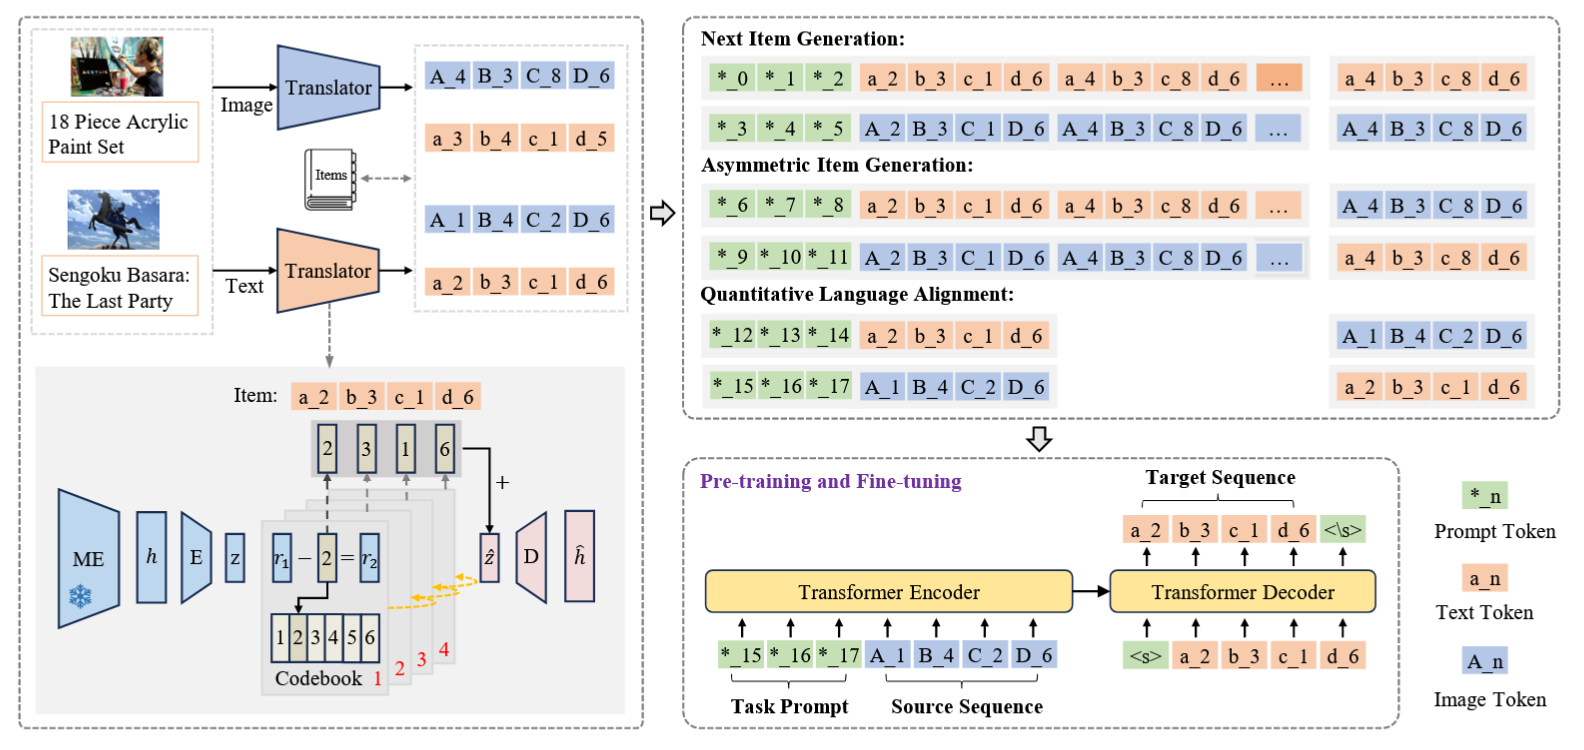 18 Piece Acrylic
Paint Set
Sengoku Basara:
The Last Party
Image
Translator
Text
Translator
Items
A_4 B_3 C_8 D_6
a_3 b_4 c_1 d_5
A_1 B_4 C_2 D_6
a_2 b_3 c_1 d_6
Item: a_2 b_3 c_1 d_6
2 3 1 6
+
ME h E z r1 − 2 = r2 ẑ D ĥ
1 2 3 4 5 6
Codebook 1 2 3 4
Next Item Generation:
*_0 *_1 *_2 a_2 b_3 c_1 d_6 a_4 b_3 c_8 d_6 ... a_4 b_3 c_8 d_6
*_3 *_4 *_5 A_2 B_3 C_1 D_6 A_4 B_3 C_8 D_6 ... A_4 B_3 C_8 D_6
Asymmetric Item Generation:
*_6 *_7 *_8 a_2 b_3 c_1 d_6 a_4 b_3 c_8 d_6 ... A_4 B_3 C_8 D_6
*_9 *_10 *_11 A_2 B_3 C_1 D_6 A_4 B_3 C_8 D_6 ... a_4 b_3 c_8 d_6
Quantitative Language Alignment:
*_12 *_13 *_14 a_2 b_3 c_1 d_6 A_1 B_4 C_2 D_6
*_15 *_16 *_17 A_1 B_4 C_2 D_6 a_2 b_3 c_1 d_6
Pre-training and Fine-tuning
Target Sequence
a_2 b_3 c_1 d_6 <\s>
Transformer Encoder
Transformer Decoder
*_15 *_16 *_17 A_1 B_4 C_2 D_6
<s> a_2 b_3 c_1 d_6
Task Prompt
Source Sequence
*_n
Prompt Token
a_n
Text Token
A_n
Image Token